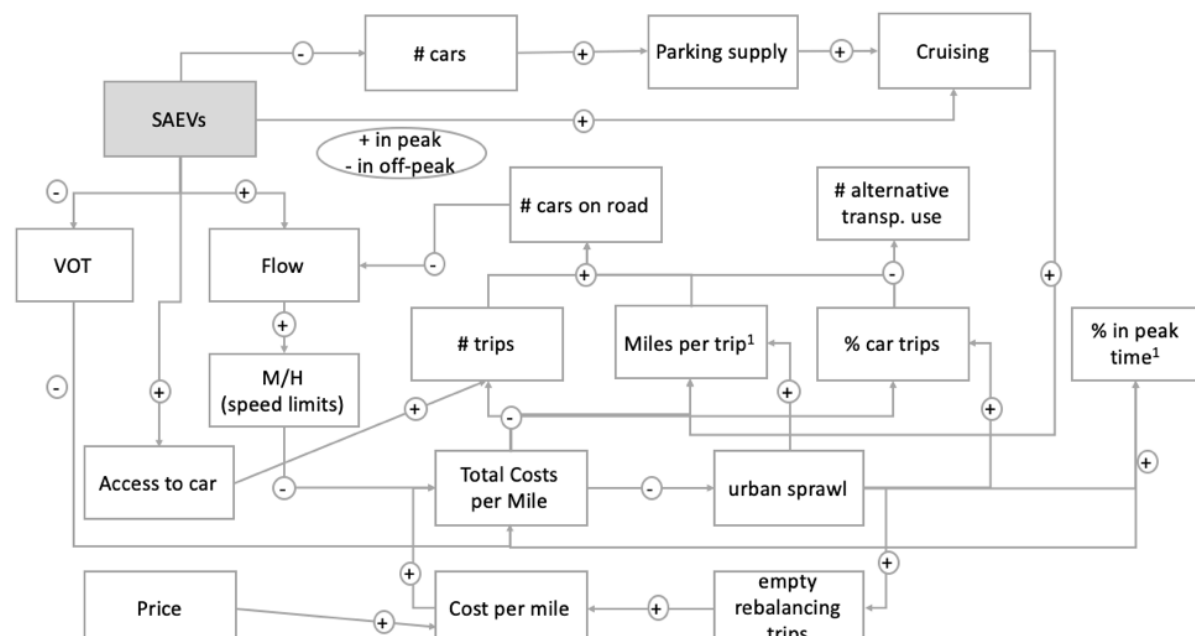 -
# cars
+
Parking supply
+
Cruising
SAEVs
+
+ in peak
- in off-peak
-
+
# cars on road
# alternative
transp. use
VOT
Flow
-
+
-
+
+
# trips
Miles per trip¹
% car trips
% in peak
time¹
-
M/H
(speed limits)
+
+
+
-
+
Access to car
-
Total Costs
per Mile
-
urban sprawl
+
+
+
Price
+
Cost per mile
+
empty
rebalancing
trips